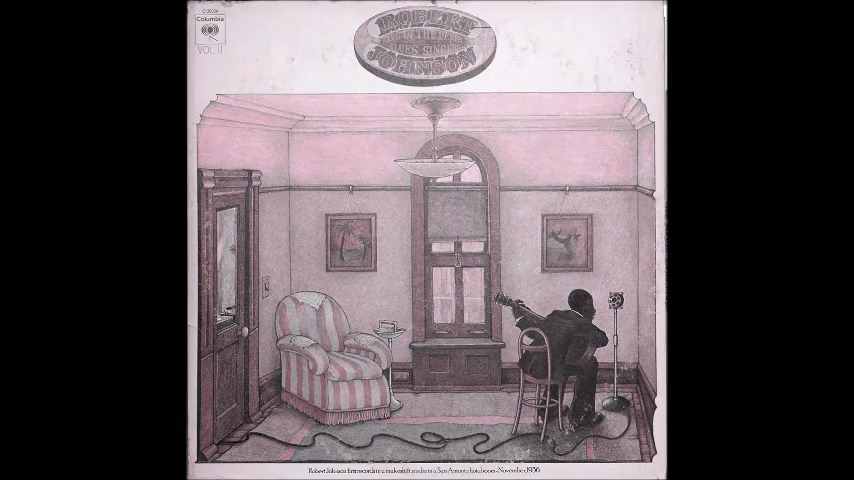 C 30034
Columbia
VOL. II
ROBERT
KING OF THE DELTA
BLUES SINGERS
JOHNSON
Robert Johnson first records in a makeshift studio in a San Antonio hotel room - November, 1936